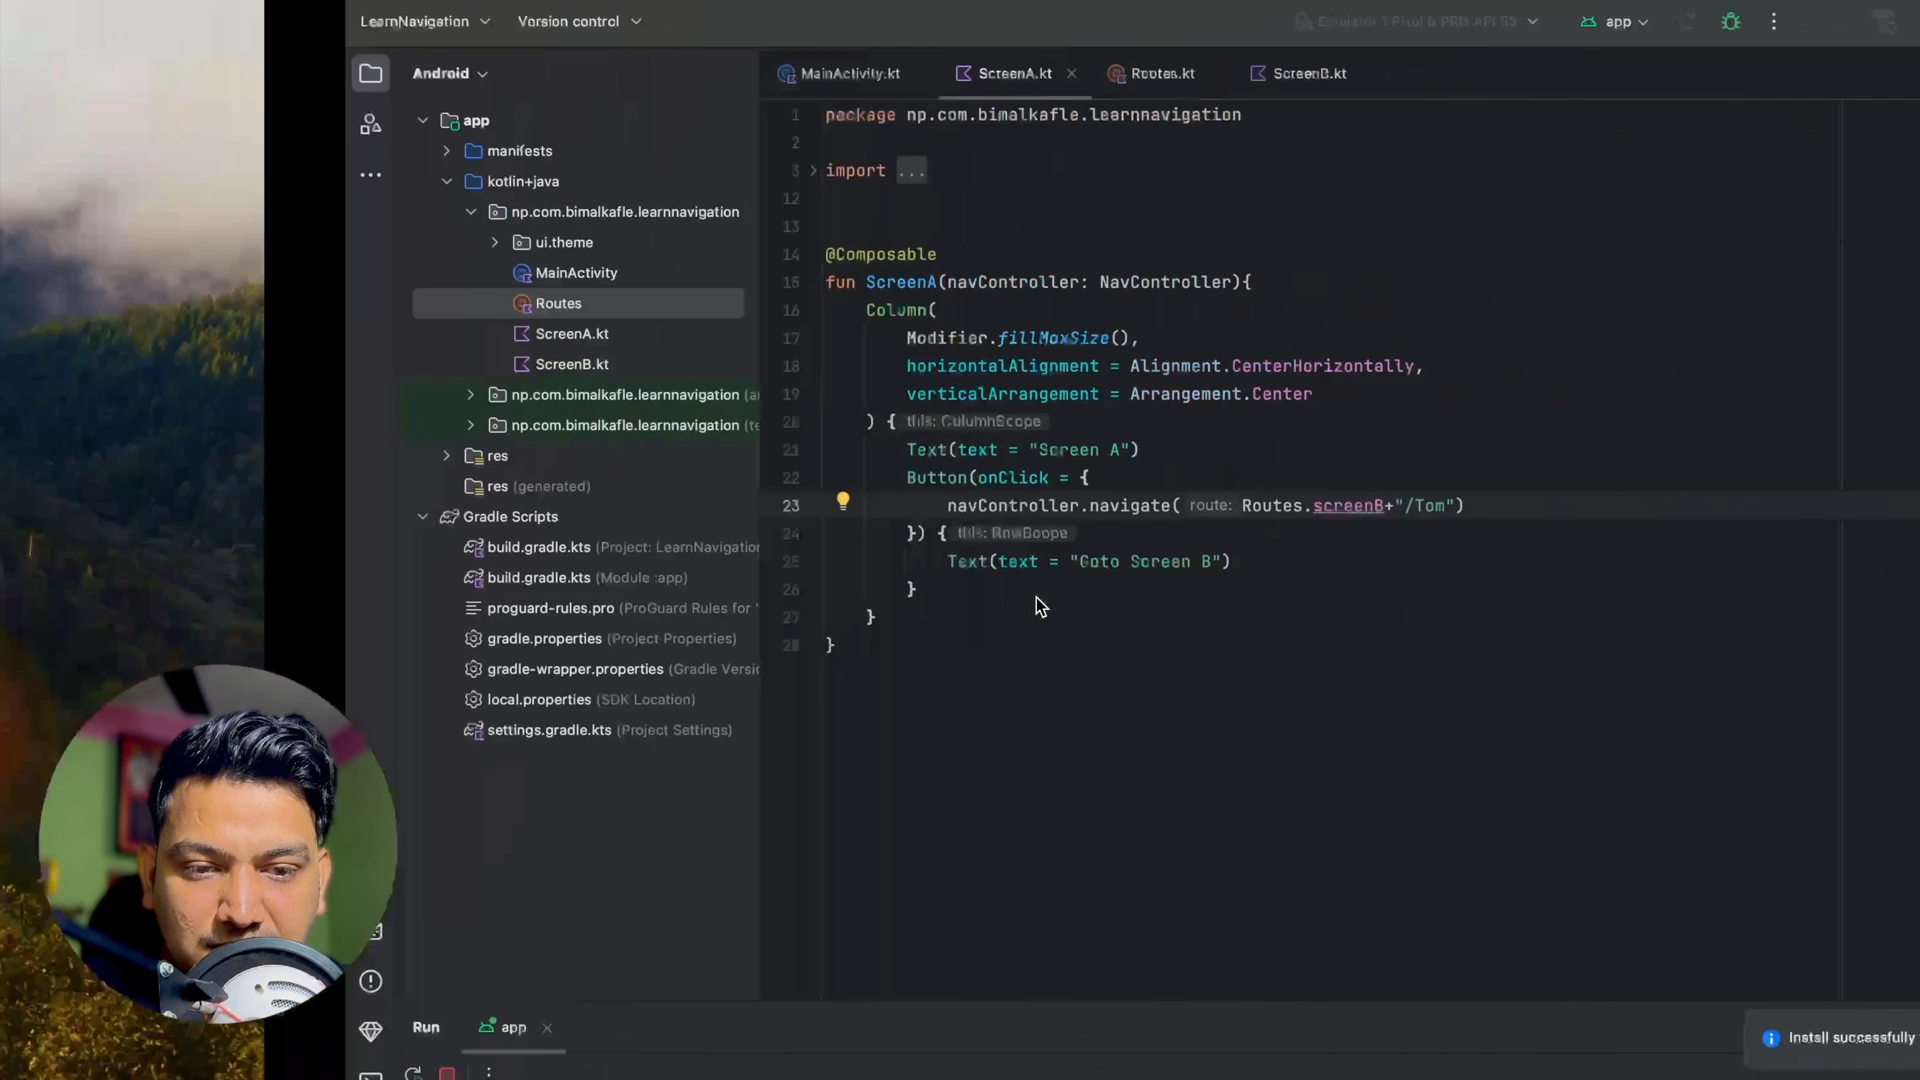 LearnNavigation
Version control
Emulator
app
Android
MainActivity.kt
ScreenA.kt
Routes.kt
ScreenB.kt
app
manifests
kotlin+java
np.com.bimalkafle.learnnavigation
ui.theme
MainActivity
Routes
ScreenA.kt
ScreenB.kt
np.com.bimalkafle.learnnavigation
np.com.bimalkafle.learnnavigation
res
res (generated)
Gradle Scripts
build.gradle.kts (Project: LearnNavigation
build.gradle.kts (Module :app)
proguard-rules.pro (ProGuard Rules for "
gradle.properties (Project Properties)
gradle-wrapper.properties (Gradle Versio
local.properties (SDK Location)
settings.gradle.kts (Project Settings)
1 package np.com.bimalkafle.learnnavigation
2
3 import ...
12
13
14 @Composable
15 fun ScreenA(navController: NavController){
16 Column(
17 Modifier.fillMaxSize(),
18 horizontalAlignment = Alignment.CenterHorizontally,
19 verticalArrangement = Arrangement.Center
20 ) { this: ColumnScope
21 Text(text = "Screen A")
22 Button(onClick = {
23 navController.navigate( route: Routes.screenB+"/Tom")
24 }) { this: RowScope
25 Text(text = "Goto Screen B")
26 }
27 }
28 }
Run
app
Install successfully